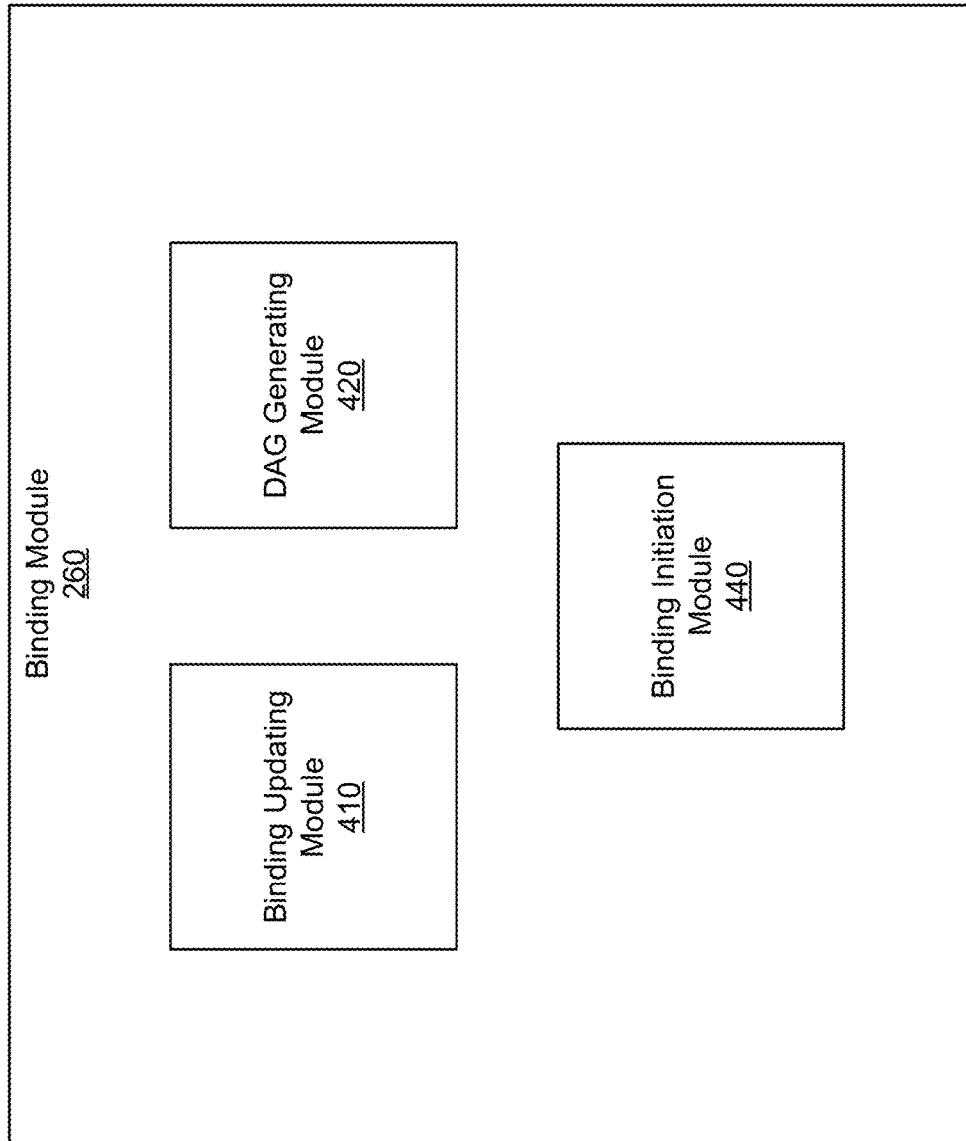 Binding Module
260
Binding Updating
Module
410
DAG Generating
Module
420
Binding Initiation
Module
440